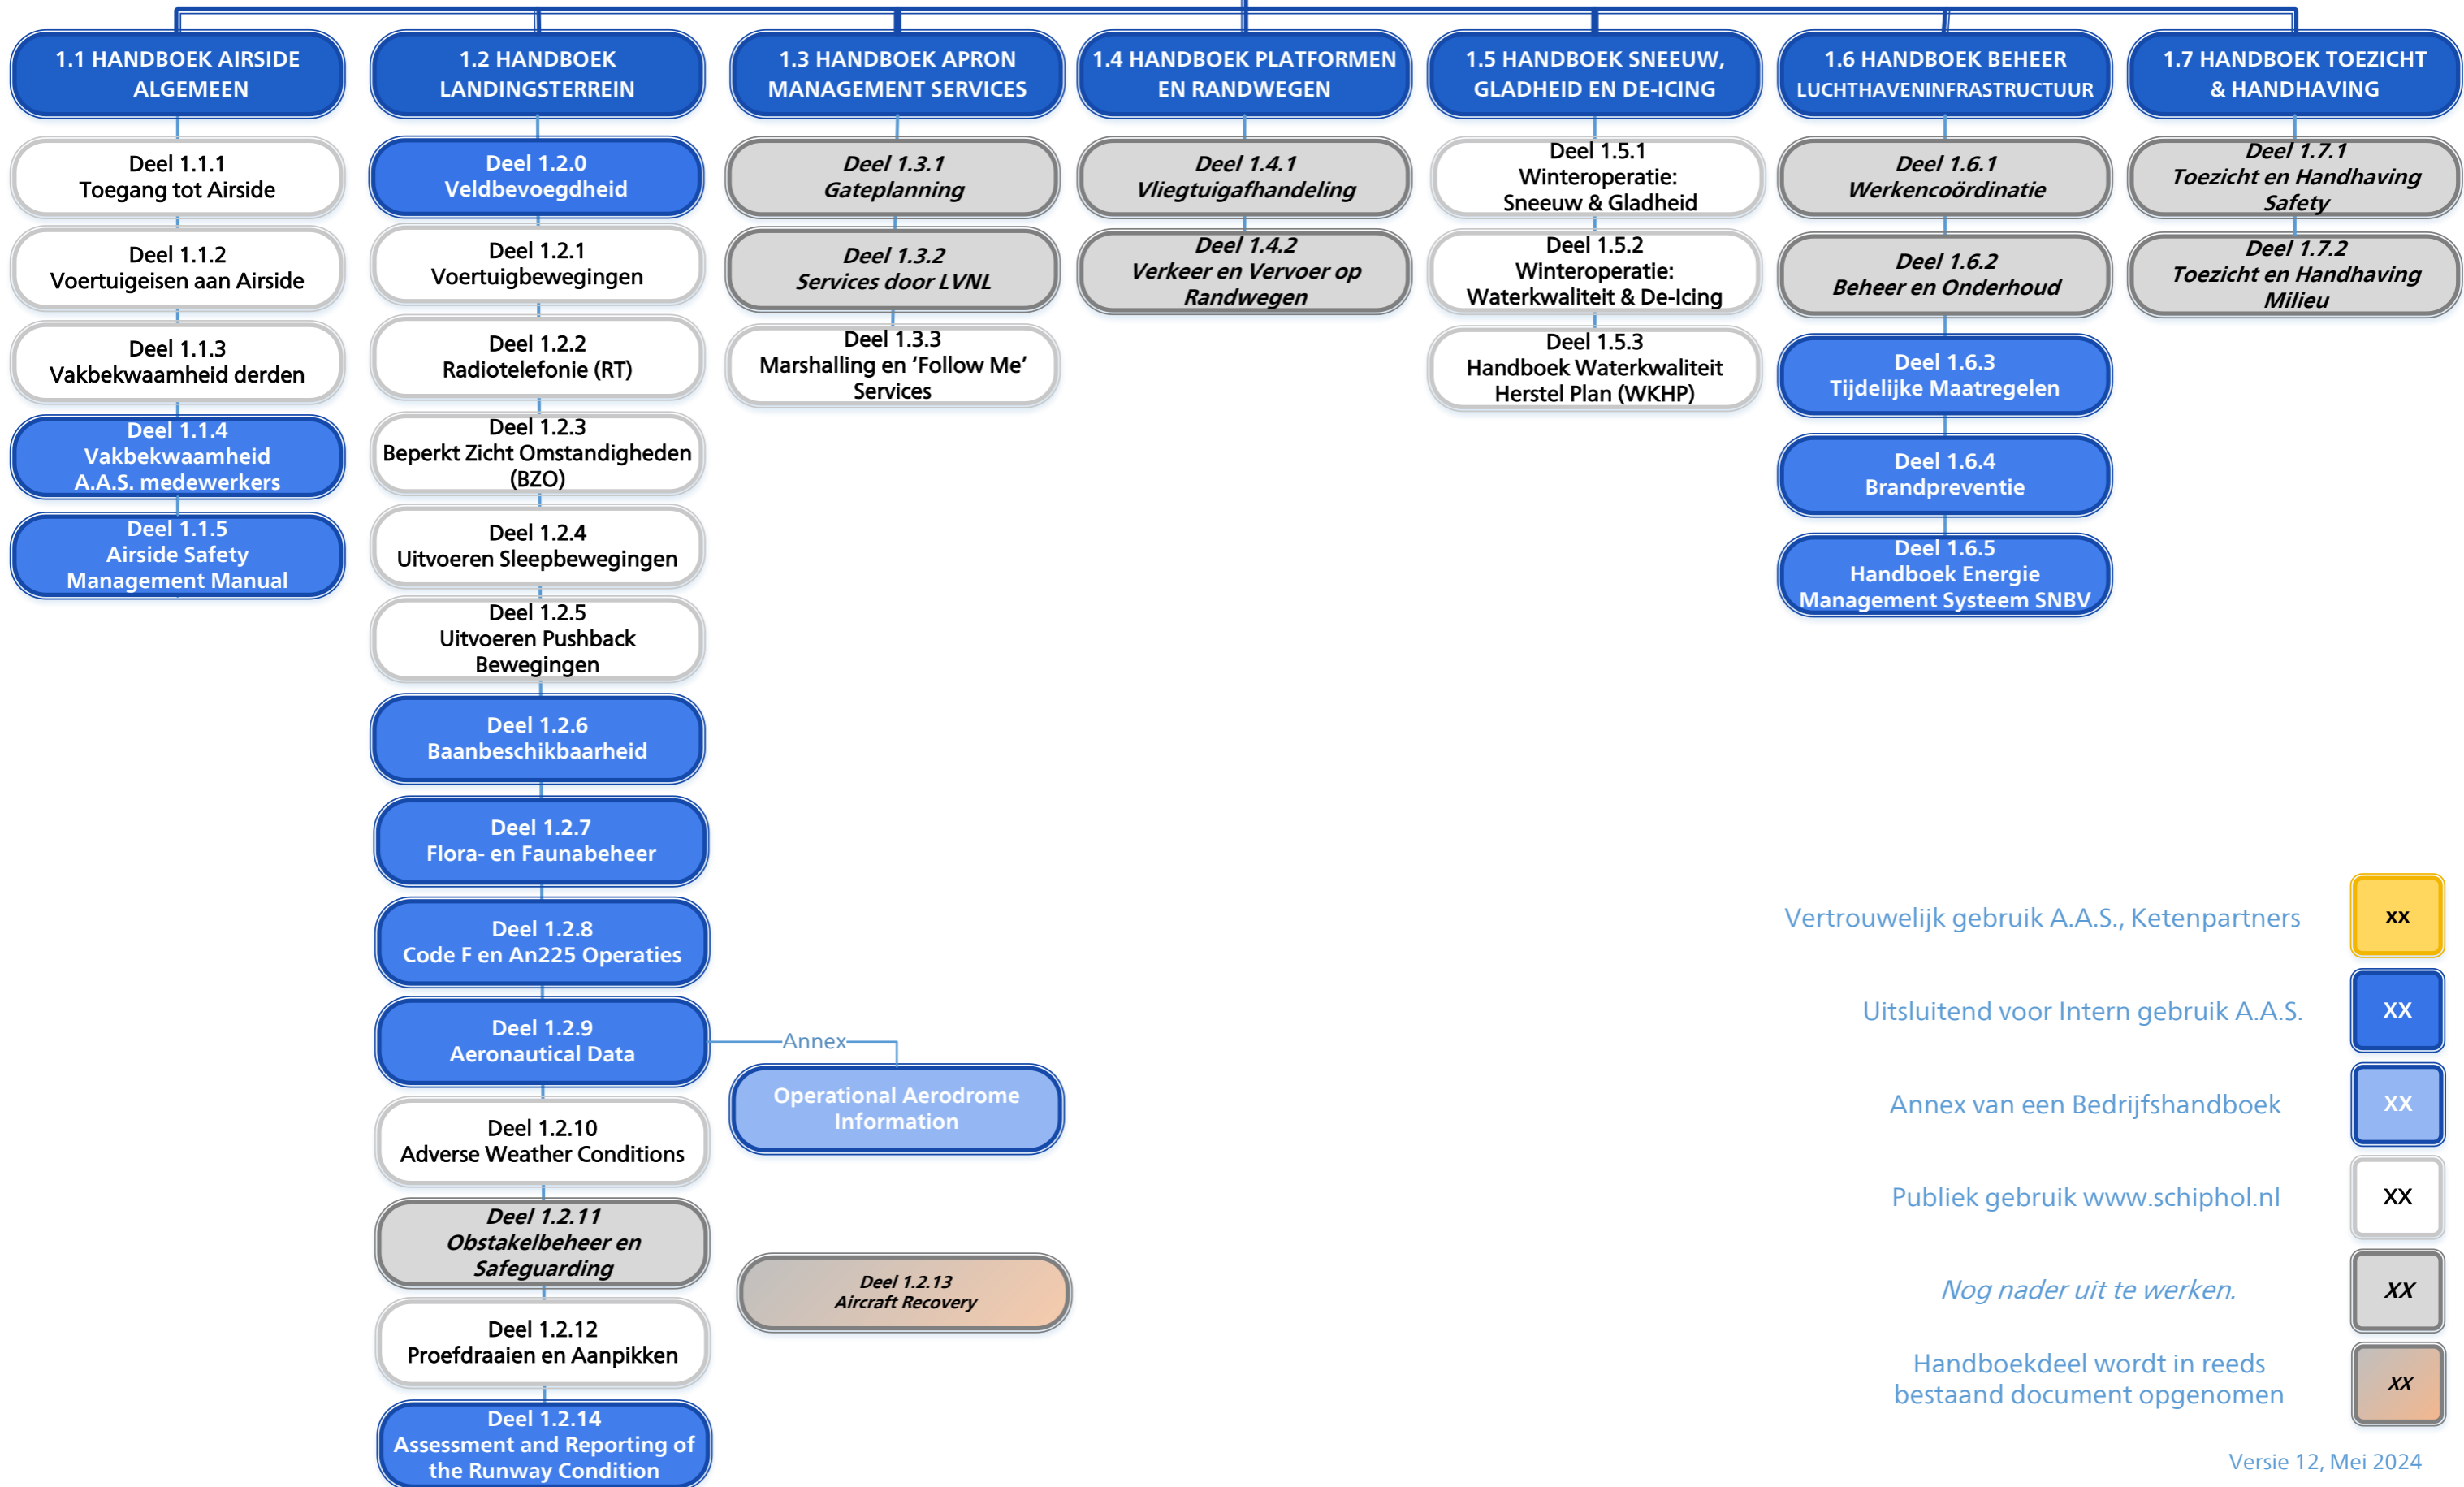 1.1 HANDBOEK AIRSIDE
ALGEMEEN
Deel 1.1.1
Toegang tot Airside
Deel 1.1.2
Voertuigeisen aan Airside
Deel 1.1.3
Vakbekwaamheid derden
Deel 1.1.4
Vakbekwaamheid
A.A.S. medewerkers
Deel 1.1.5
Airside Safety
Management Manual
1.2 HANDBOEK
LANDINGSTERREIN
Deel 1.2.0
Veldbevoegdheid
Deel 1.2.1
Voertuigbewegingen
Deel 1.2.2
Radiotelefonie (RT)
Deel 1.2.3
Beperkt Zicht Omstandigheden
(BZO)
Deel 1.2.4
Uitvoeren Sleepbewegingen
Deel 1.2.5
Uitvoeren Pushback
Bewegingen
Deel 1.2.6
Baanbeschikbaarheid
Deel 1.2.7
Flora- en Faunabeheer
Deel 1.2.8
Code F en An225 Operaties
Deel 1.2.9
Aeronautical Data
Annex
Operational Aerodrome
Information
Deel 1.2.10
Adverse Weather Conditions
Deel 1.2.11
Obstakelbeheer en
Safeguarding
Deel 1.2.12
Proefdraaien en Aanpikken
Deel 1.2.13
Aircraft Recovery
Deel 1.2.14
Assessment and Reporting of
the Runway Condition
1.3 HANDBOEK APRON
MANAGEMENT SERVICES
Deel 1.3.1
Gateplanning
Deel 1.3.2
Services door LVNL
Deel 1.3.3
Marshalling en ‘Follow Me’
Services
1.4 HANDBOEK PLATFORMEN
EN RANDWEGEN
Deel 1.4.1
Vliegtuigafhandeling
Deel 1.4.2
Verkeer en Vervoer op
Randwegen
1.5 HANDBOEK SNEEUW,
GLADHEID EN DE-ICING
Deel 1.5.1
Winteroperatie:
Sneeuw & Gladheid
Deel 1.5.2
Winteroperatie:
Waterkwaliteit & De-Icing
Deel 1.5.3
Handboek Waterkwaliteit
Herstel Plan (WKHP)
1.6 HANDBOEK BEHEER
LUCHTHAVENINFRASTRUCTUUR
Deel 1.6.1
Werkencoördinatie
Deel 1.6.2
Beheer en Onderhoud
Deel 1.6.3
Tijdelijke Maatregelen
Deel 1.6.4
Brandpreventie
Deel 1.6.5
Handboek Energie
Management Systeem SNBV
1.7 HANDBOEK TOEZICHT
& HANDHAVING
Deel 1.7.1
Toezicht en Handhaving
Safety
Deel 1.7.2
Toezicht en Handhaving
Milieu
Vertrouwelijk gebruik A.A.S., Ketenpartners
xx
Uitsluitend voor Intern gebruik A.A.S.
XX
Annex van een Bedrijfshandboek
XX
Publiek gebruik www.schiphol.nl
XX
Nog nader uit te werken.
XX
Handboekdeel wordt in reeds
bestaand document opgenomen
XX
Versie 12, Mei 2024